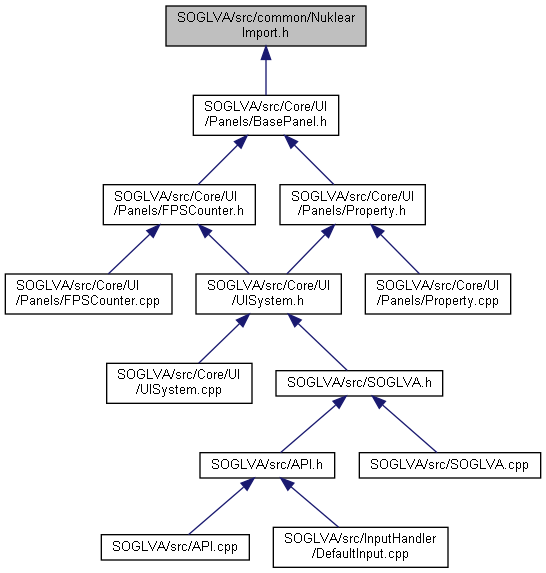 SOGLVA/src/common/Nuklear
Import.h
SOGLVA/src/Core/UI
/Panels/BasePanel.h
SOGLVA/src/Core/UI
/Panels/FPSCounter.h
SOGLVA/src/Core/UI
/Panels/Property.h
SOGLVA/src/Core/UI
/Panels/FPSCounter.cpp
SOGLVA/src/Core/UI
/UISystem.h
SOGLVA/src/Core/UI
/Panels/Property.cpp
SOGLVA/src/Core/UI
/UISystem.cpp
SOGLVA/src/SOGLVA.h
SOGLVA/src/API.h
SOGLVA/src/SOGLVA.cpp
SOGLVA/src/API.cpp
SOGLVA/src/InputHandler
/DefaultInput.cpp